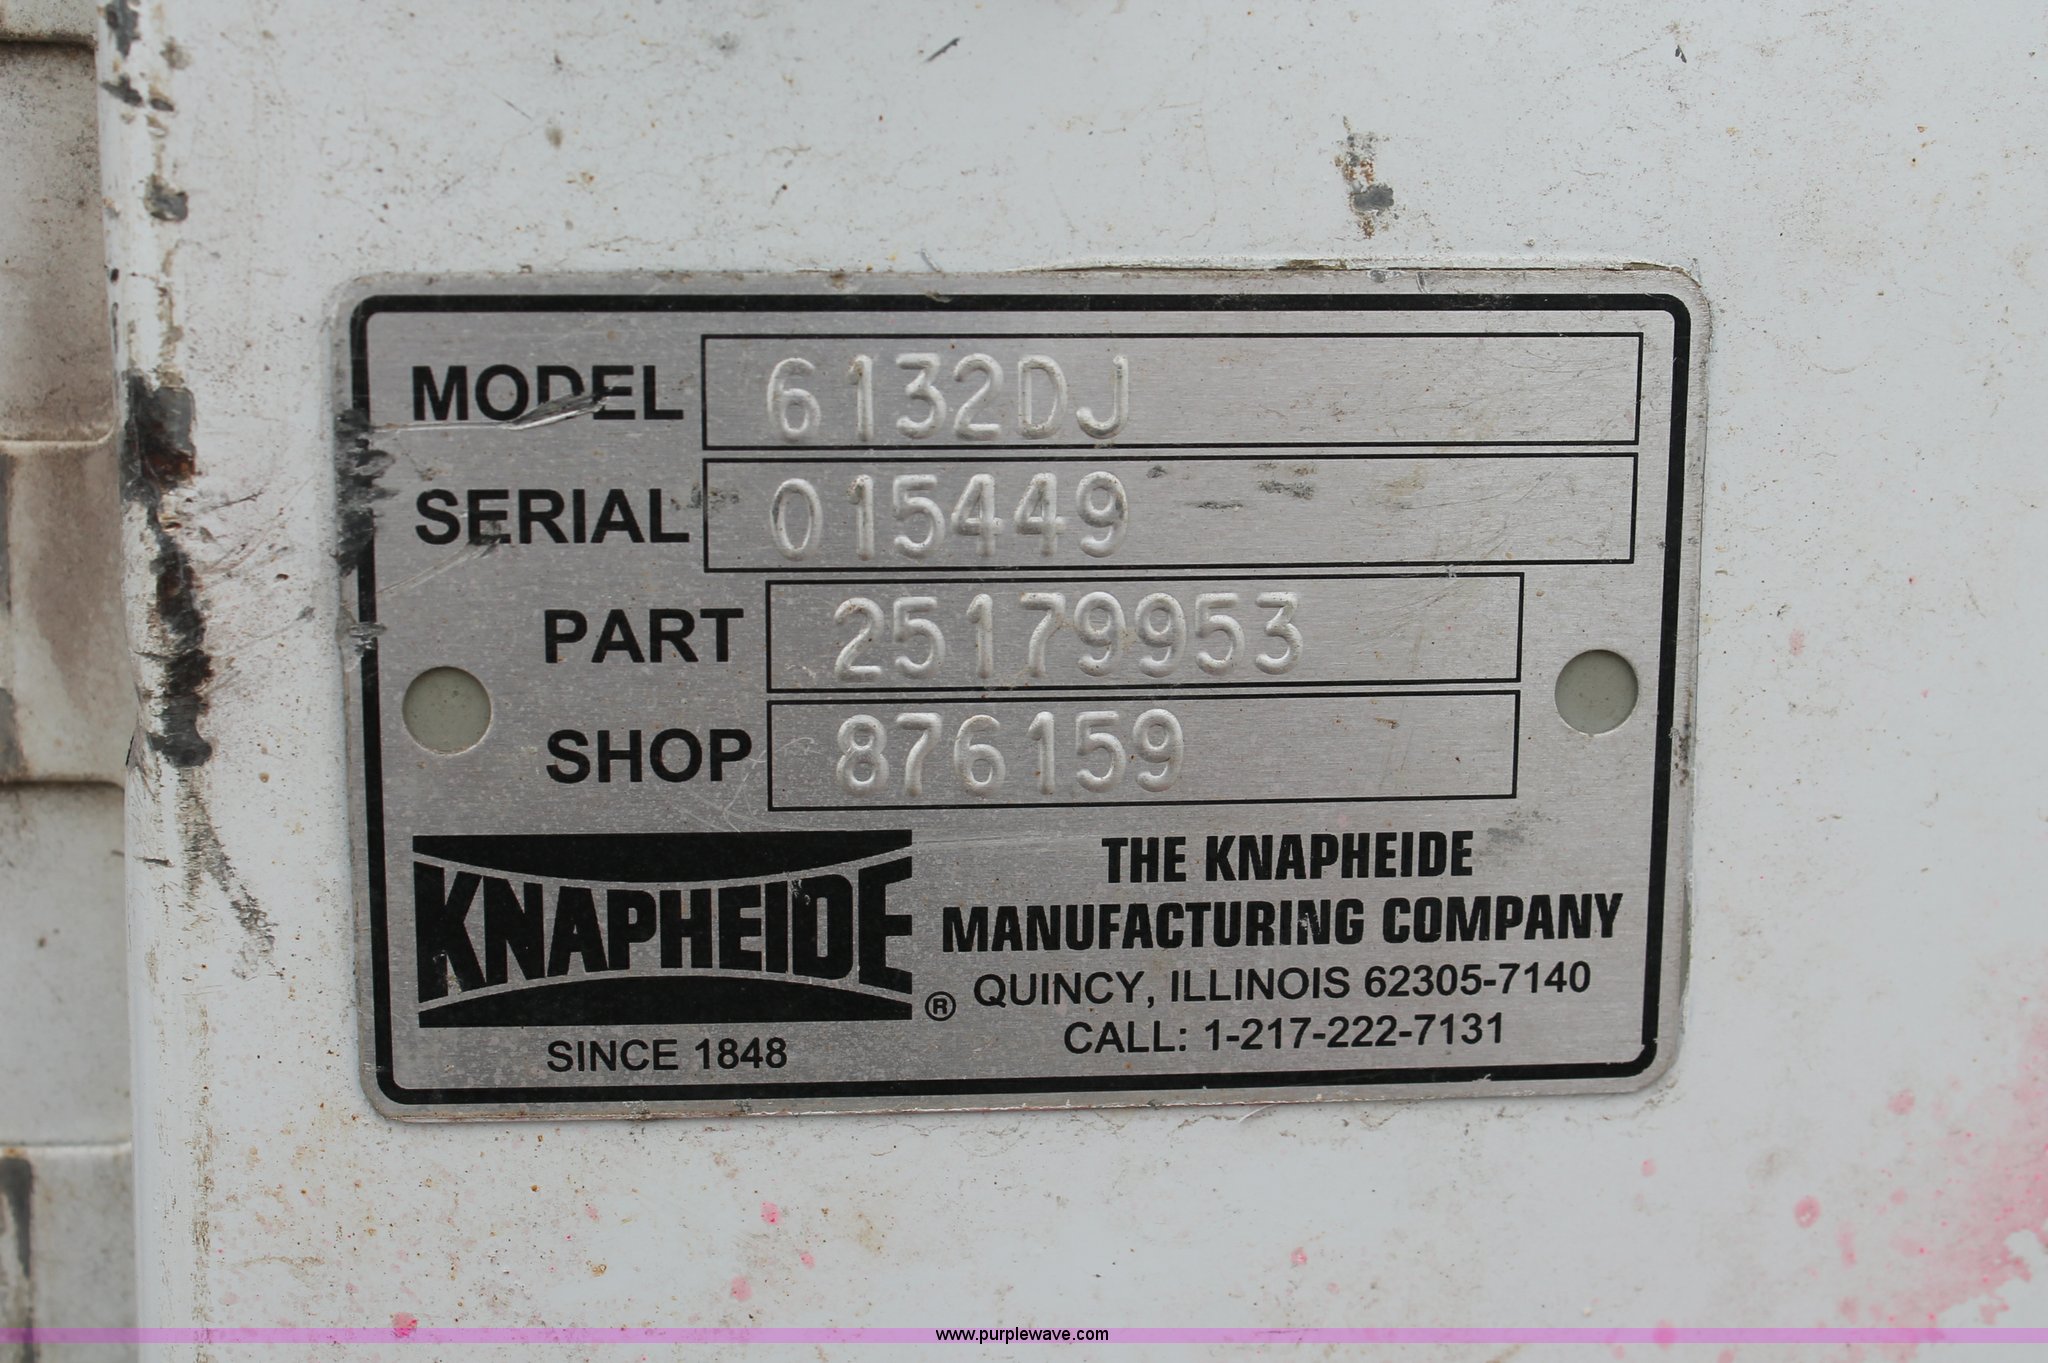 MODEL 6132DJ
SERIAL 015449
PART 25179953
SHOP 876159
KNAPHEIDE ®
SINCE 1848
THE KNAPHEIDE
MANUFACTURING COMPANY
QUINCY, ILLINOIS 62305-7140
CALL: 1-217-222-7131
www.purplewave.com